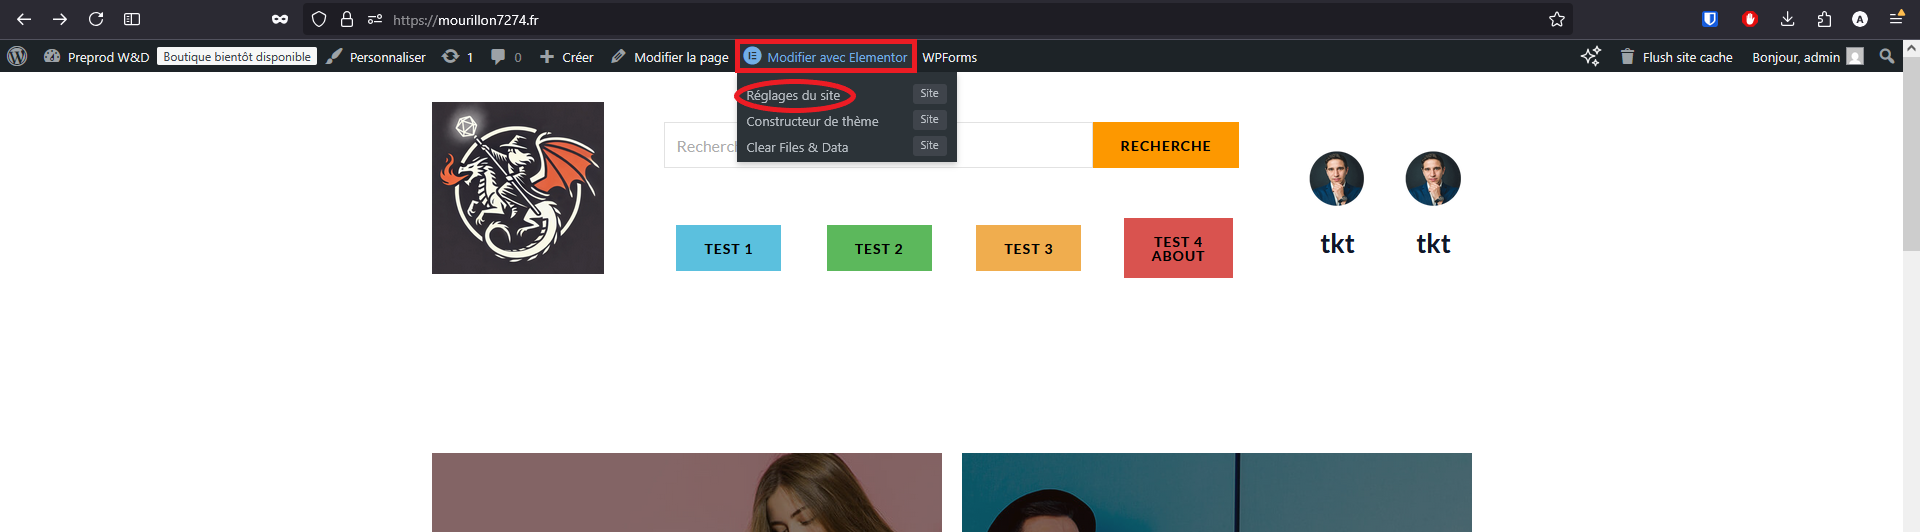 https://mourillon7274.fr
A
Preprod W&D Boutique bientôt disponible Personnaliser 1 0 Créer Modifier la page Modifier avec Elementor WPForms Flush site cache Bonjour, admin
Réglages du site Site
Constructeur de thème Site
Clear Files & Data Site
RECHERCHE
TEST 1
TEST 2
TEST 3
TEST 4
ABOUT
tkt
tkt